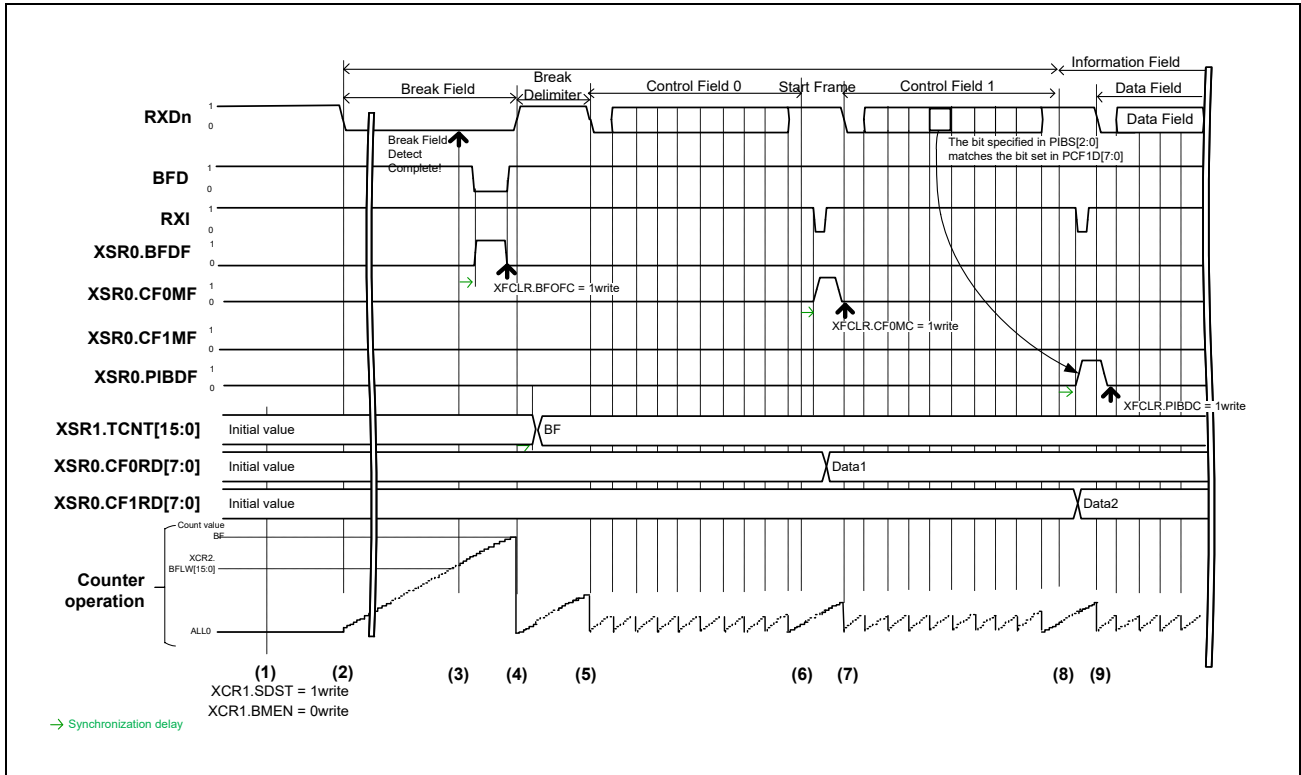 Information Field
Break Field
Break
Delimiter
Control Field 0
Start Frame
Control Field 1
Data Field
RXDn
1
0
Data Field
Break Field
Detect
Complete!
The bit specified in PIBS[2:0]
matches the bit set in PCF1D[7:0]
BFD
1
0
RXI
1
0
XSR0.BFDF
1
0
XFCLR.BFOFC = 1write
XSR0.CF0MF
1
0
XFCLR.CF0MC = 1write
XSR0.CF1MF
1
0
XSR0.PIBDF
1
0
XFCLR.PIBDC = 1write
XSR1.TCNT[15:0]
Initial value
BF
XSR0.CF0RD[7:0]
Initial value
Data1
XSR0.CF1RD[7:0]
Initial value
Data2
Count value
BF
XCR2.
BFLW[15:0]
Counter
operation
ALL0
(1)
(2)
(3)
(4)
(5)
(6)
(7)
(8)
(9)
XCR1.SDST = 1write
XCR1.BMEN = 0write
Synchronization delay